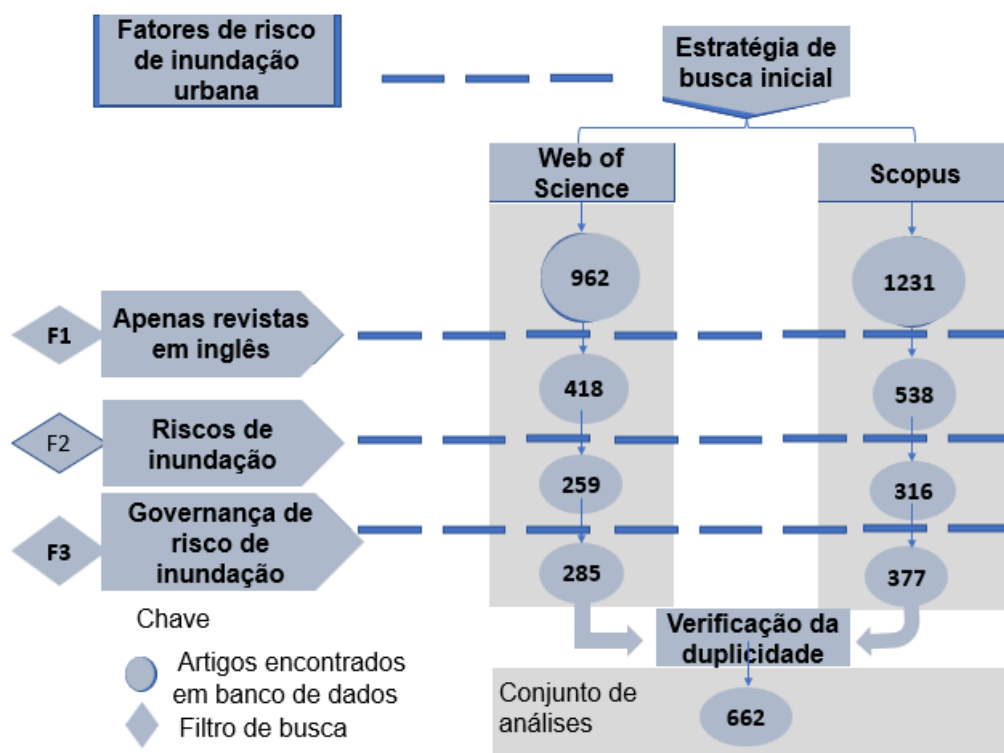 Fatores de risco
de inundação
urbana
Estratégia de
busca inicial
Web of
Science
Scopus
962
1231
F1
Apenas revistas
em inglês
418
538
F2
Riscos de
inundação
259
316
F3
Governança de
risco de
inundação
285
377
Chave
Artigos encontrados
em banco de dados
Filtro de busca
Verificação da
duplicidade
Conjunto de
análises
662